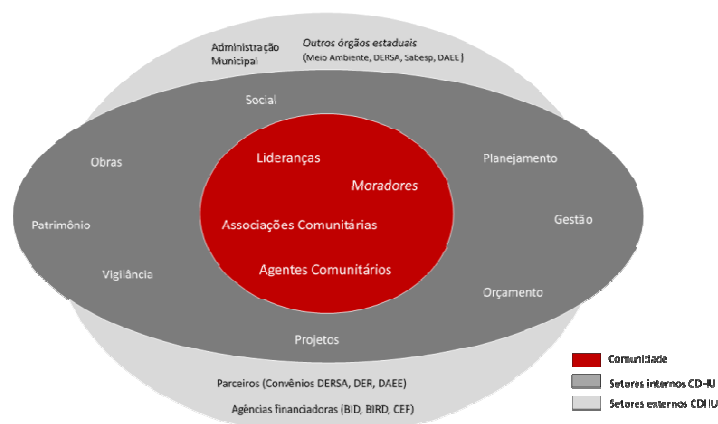 Administração
Municipal
Outros órgãos estaduais
(Meio Ambiente, DERSA, Sabesp, DAEE)
Social
Lideranças
Moradores
Associações Comunitárias
Agentes Comunitários
Obras
Patrimônio
Vigilância
Planejamento
Gestão
Orçamento
Projetos
Parceiros (Convênios DERSA, DER, DAEE)
Agências financiadoras (BID, BIRD, CEF)
Comunidade
Setores internos CDHU
Setores externos CDHU